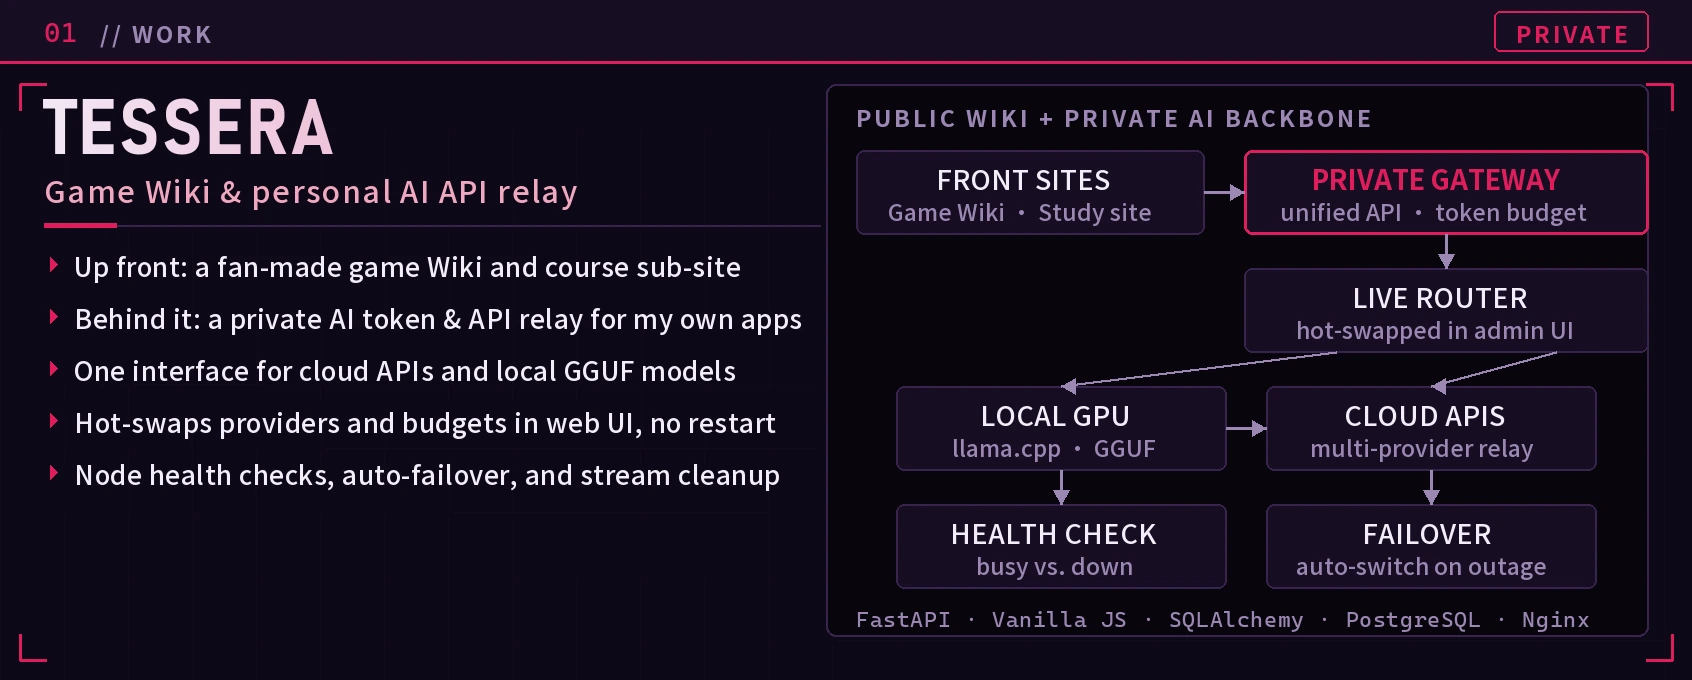 01 // WORK
PRIVATE
TESSERA
Game Wiki & personal AI API relay
Up front: a fan-made game Wiki and course sub-site
Behind it: a private AI token & API relay for my own apps
One interface for cloud APIs and local GGUF models
Hot-swaps providers and budgets in web UI, no restart
Node health checks, auto-failover, and stream cleanup
PUBLIC WIKI + PRIVATE AI BACKBONE
FRONT SITES
Game Wiki • Study site
PRIVATE GATEWAY
unified API • token budget
LIVE ROUTER
hot-swapped in admin UI
LOCAL GPU
llama.cpp • GGUF
CLOUD APIS
multi-provider relay
HEALTH CHECK
busy vs. down
FAILOVER
auto-switch on outage
FastAPI · Vanilla JS · SQLAlchemy · PostgreSQL · Nginx